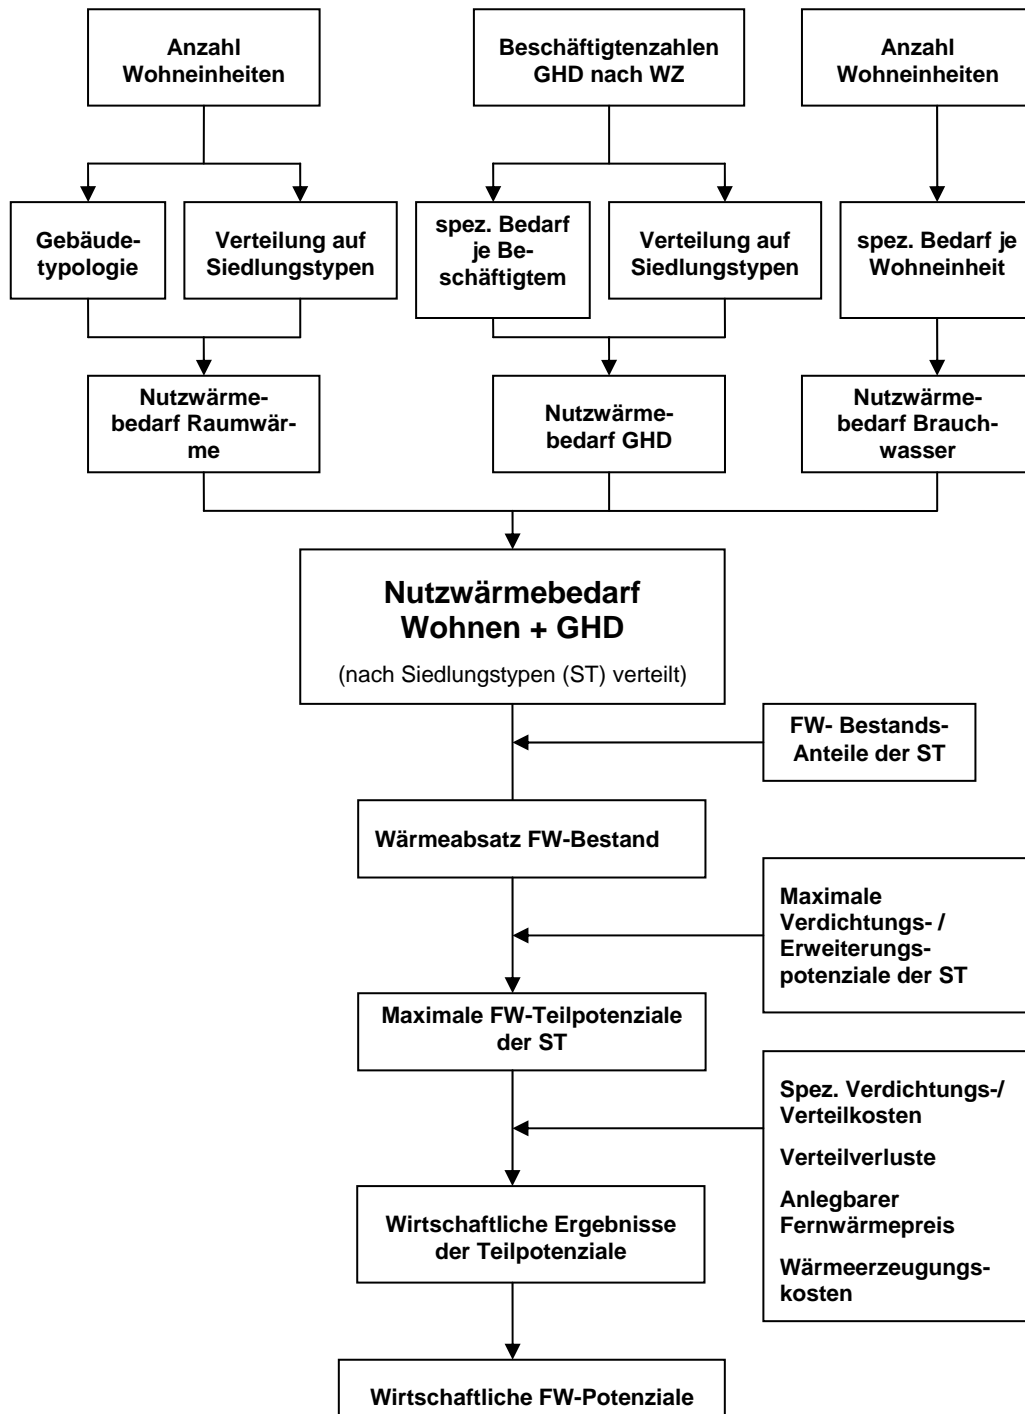 Anzahl
Wohneinheiten
Beschäftigtenzahlen
GHD nach WZ
Anzahl
Wohneinheiten
Gebäude-
typologie
Verteilung auf
Siedlungstypen
spez. Bedarf
je Be-
schäftigtem
Verteilung auf
Siedlungstypen
spez. Bedarf je
Wohneinheit
Nutzwärme-
bedarf Raumwär-
me
Nutzwärme-
bedarf GHD
Nutzwärme-
bedarf Brauch-
wasser
Nutzwärmebedarf
Wohnen + GHD
(nach Siedlungstypen (ST) verteilt)
FW- Bestands-
Anteile der ST
Wärmeabsatz FW-Bestand
Maximale
Verdichtungs- /
Erweiterungs-
potenziale der ST
Maximale FW-Teilpotenziale
der ST
Spez. Verdichtungs-/
Verteilkosten
Verteilverluste
Anlegbarer
Fernwärmepreis
Wärmeerzeugungs-
kosten
Wirtschaftliche Ergebnisse
der Teilpotenziale
Wirtschaftliche FW-Potenziale